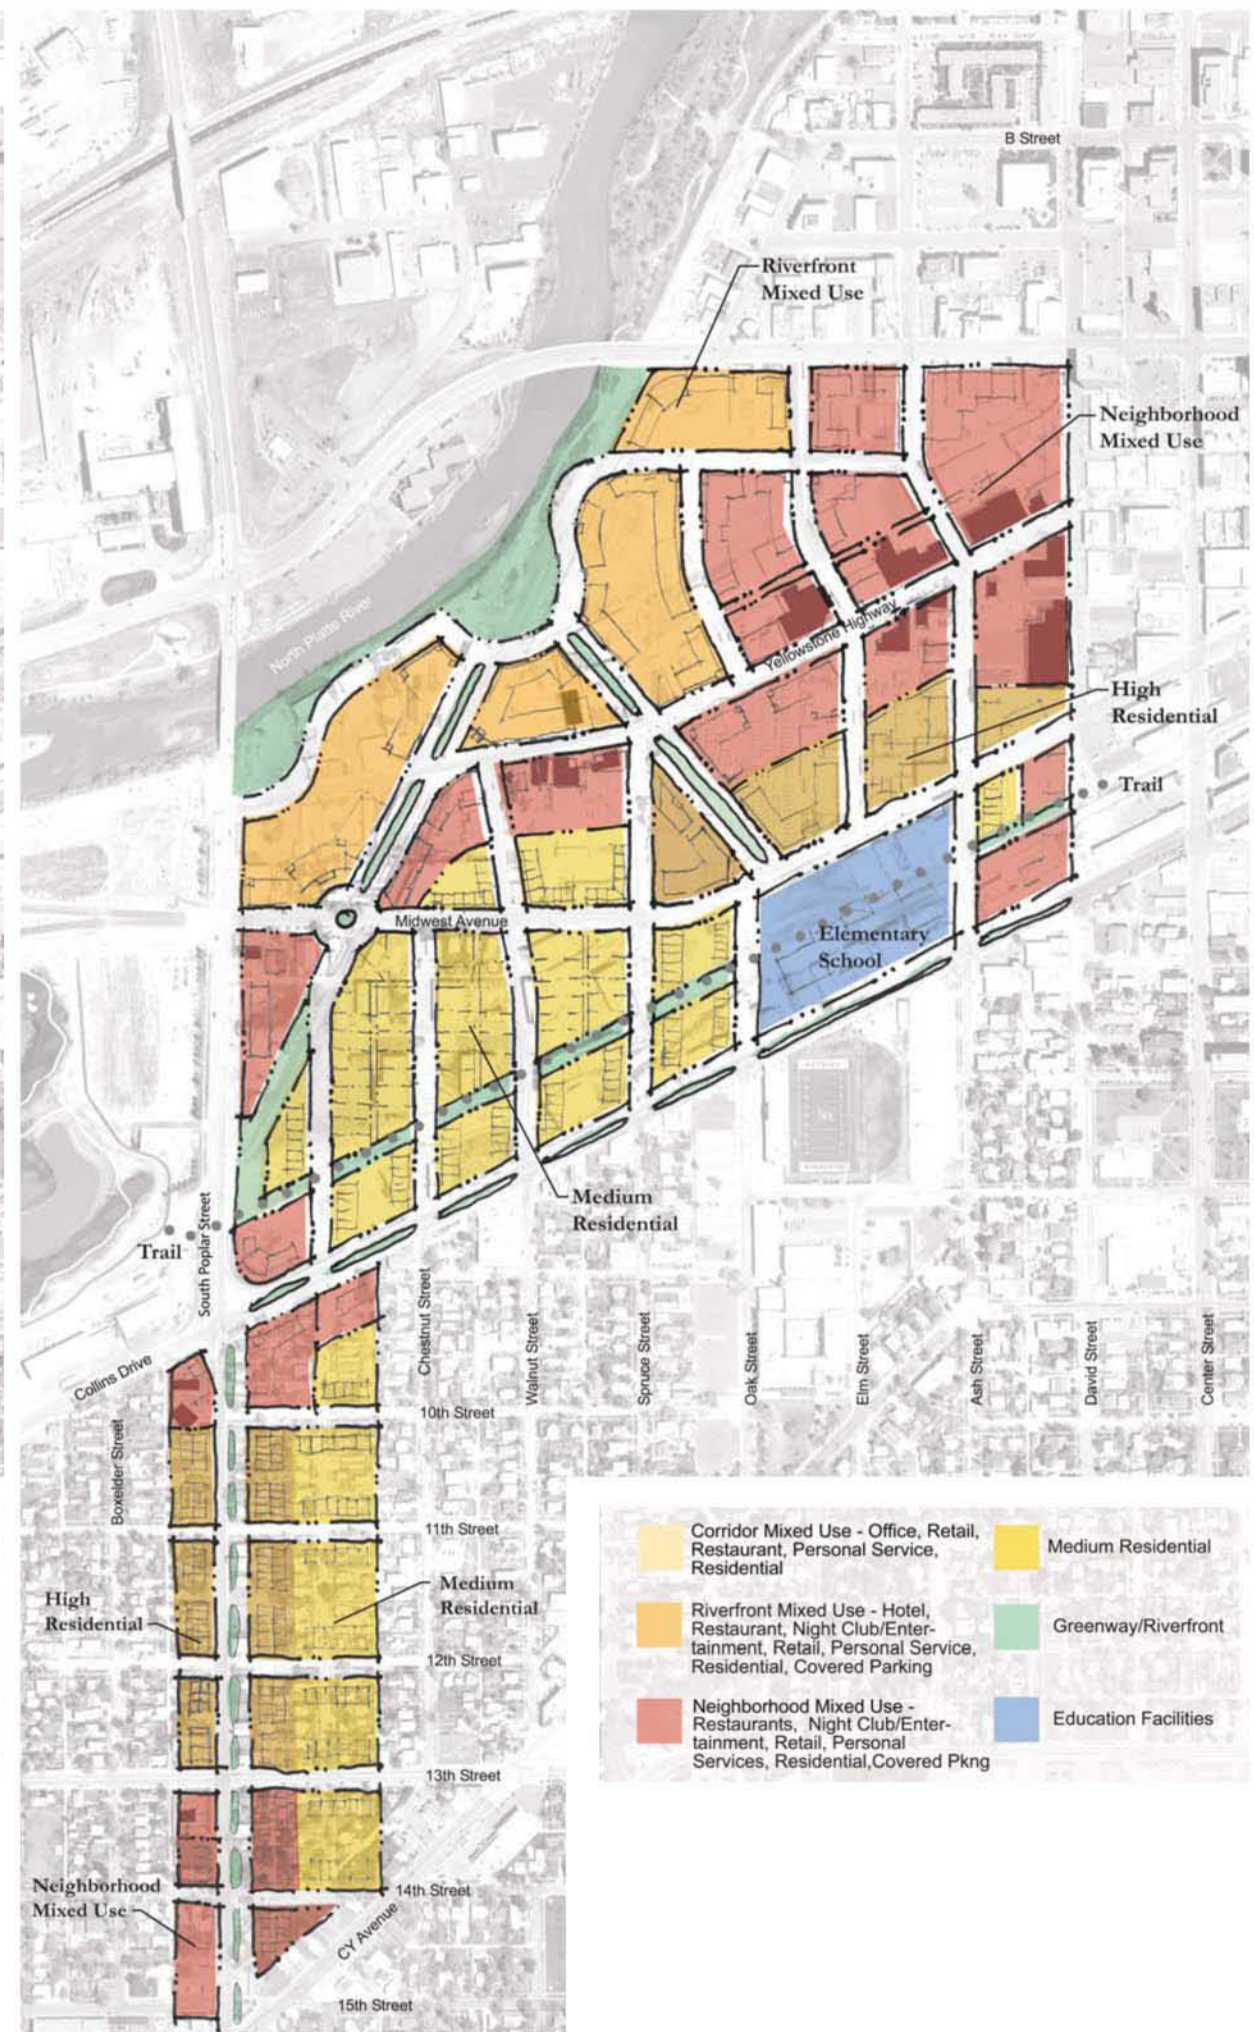 B Street
Riverfront
Mixed Use
Neighborhood
Mixed Use
North Platte River
Yellowstone Highway
High
Residential
Trail
Midwest Avenue
Elementary
School
Medium
Residential
Trail
South Poplar Street
Collins Drive
Boxelder Street
Chestnut Street
Walnut Street
Spruce Street
Oak Street
Elm Street
Ash Street
David Street
Center Street
10th Street
11th Street
High
Residential
Medium
Residential
12th Street
13th Street
Neighborhood
Mixed Use
14th Street
CY Avenue
15th Street
Corridor Mixed Use - Office, Retail,
Restaurant, Personal Service,
Residential
Riverfront Mixed Use - Hotel,
Restaurant, Night Club/Enter-
tainment, Retail, Personal Service,
Residential, Covered Parking
Neighborhood Mixed Use -
Restaurants, Night Club/Enter-
tainment, Retail, Personal
Services, Residential,Covered Pkng
Medium Residential
Greenway/Riverfront
Education Facilities